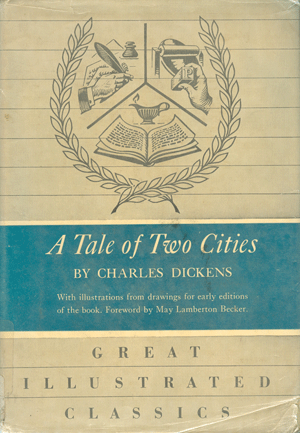 A Tale of Two Cities
BY CHARLES DICKENS
With illustrations from drawings for early editions
of the book. Foreword by May Lamberton Becker.
GREAT
ILLUSTRATED
CLASSICS